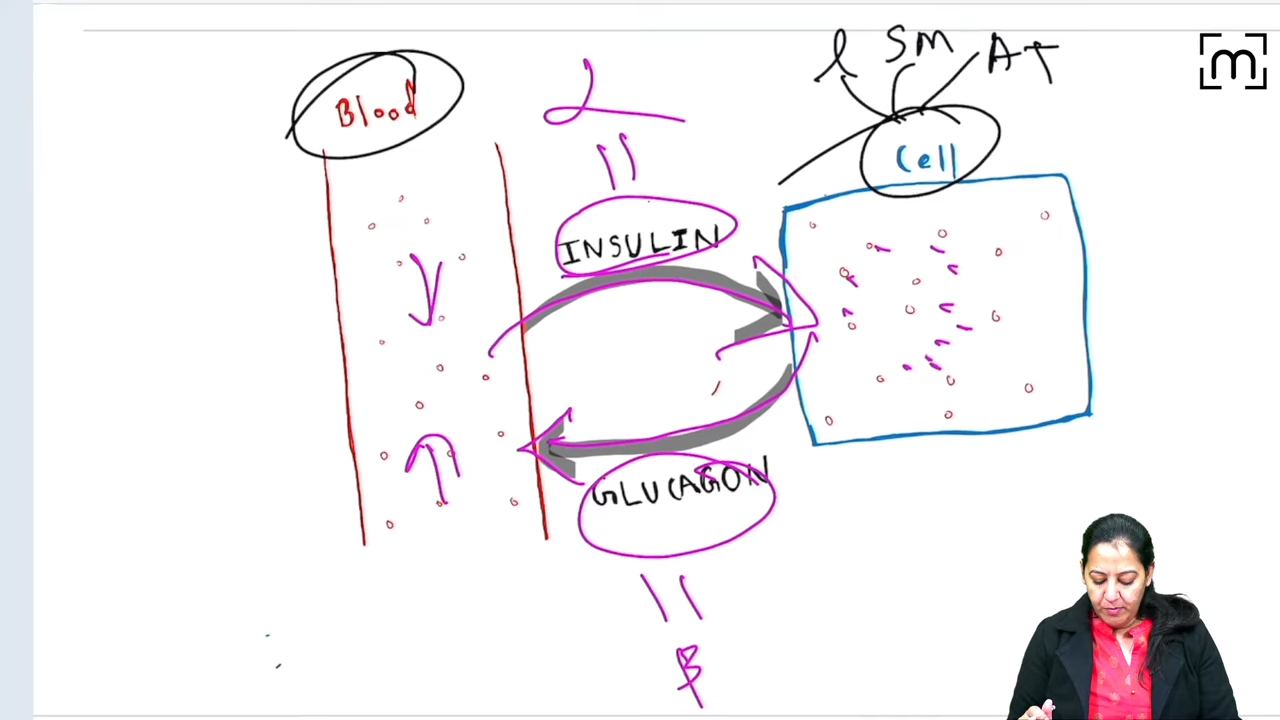 l SM AT
Blood
Cell
INSULIN
GLUCAGON
β
m